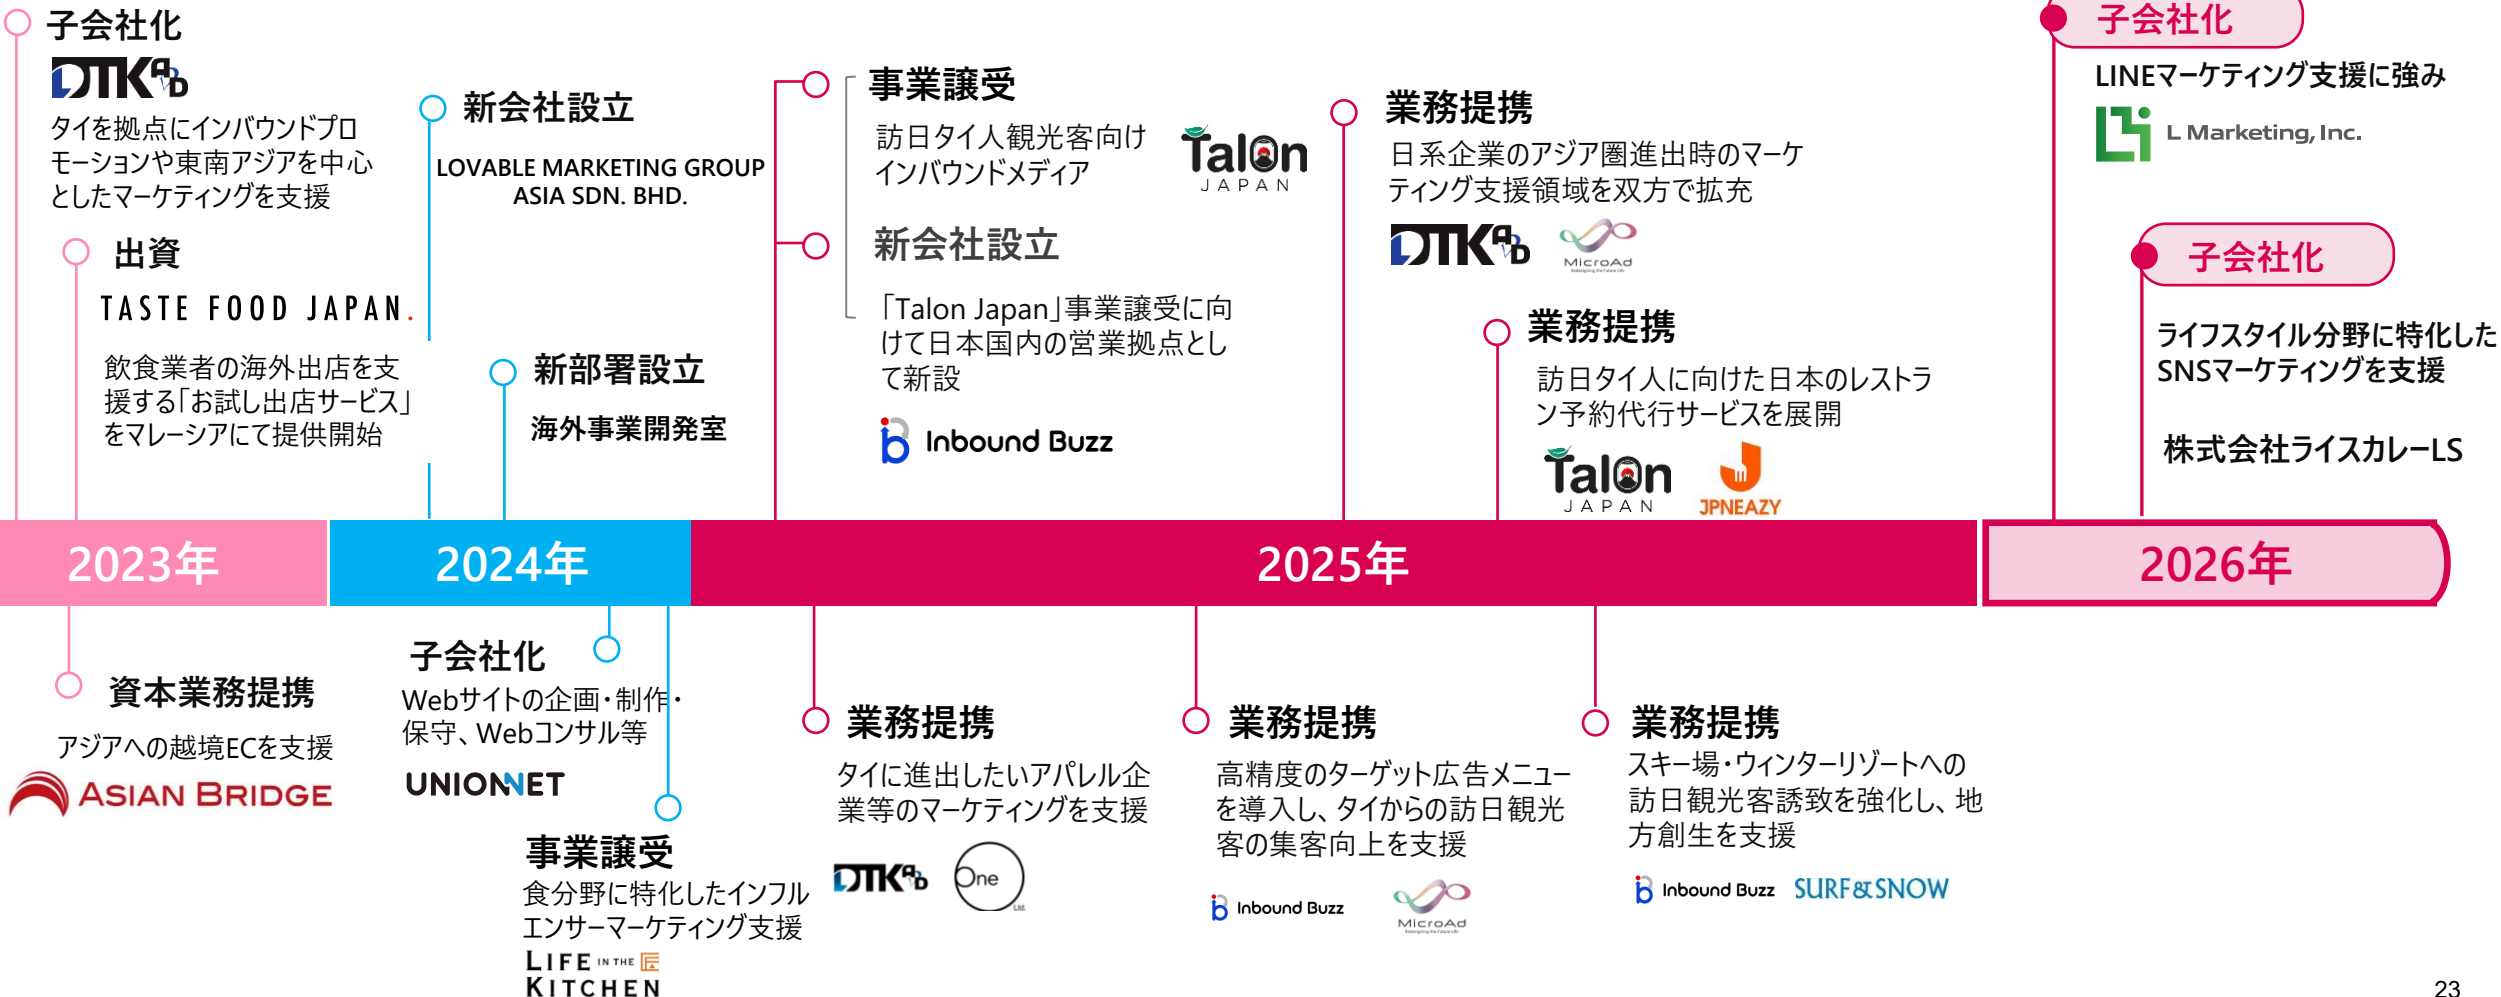 子会社化
DTK AD
タイを拠点にインバウンドプロ
モーションや東南アジアを中心
としたマーケティングを支援
出資
TASTE FOOD JAPAN.
飲食業者の海外出店を支
援する「お試し出店サービス」
をマレーシアにて提供開始
新会社設立
LOVABLE MARKETING GROUP
ASIA SDN. BHD.
新部署設立
海外事業開発室
事業譲受
訪日タイ人観光客向け
インバウンドメディア
Talon
JAPAN
新会社設立
「Talon Japan」事業譲受に向
けて日本国内の営業拠点とし
て新設
Inbound Buzz
業務提携
日系企業のアジア圏進出時のマーケ
ティング支援領域を双方で拡充
DTK AD
MicroAd
Redesigning the Future Life
業務提携
訪日タイ人に向けた日本のレストラ
ン予約代行サービスを展開
Talon
JAPAN
JPNEAZY
子会社化
LINEマーケティング支援に強み
L Marketing, Inc.
子会社化
ライフスタイル分野に特化した
SNSマーケティングを支援
株式会社ライスカレーLS
2023年
2024年
2025年
2026年
資本業務提携
アジアへの越境ECを支援
ASIAN BRIDGE
子会社化
Webサイトの企画・制作・
保守、Webコンサル等
UNIONNET
事業譲受
食分野に特化したインフル
エンサーマーケティング支援
LIFE IN THE
KITCHEN
業務提携
タイに進出したいアパレル企
業等のマーケティングを支援
DTK AD
One
Ltd.
業務提携
高精度のターゲット広告メニュー
を導入し、タイからの訪日観光
客の集客向上を支援
Inbound Buzz
MicroAd
Redesigning the Future Life
業務提携
スキー場・ウィンターリゾートへの
訪日観光客誘致を強化し、地
方創生を支援
Inbound Buzz
SURF&SNOW
23